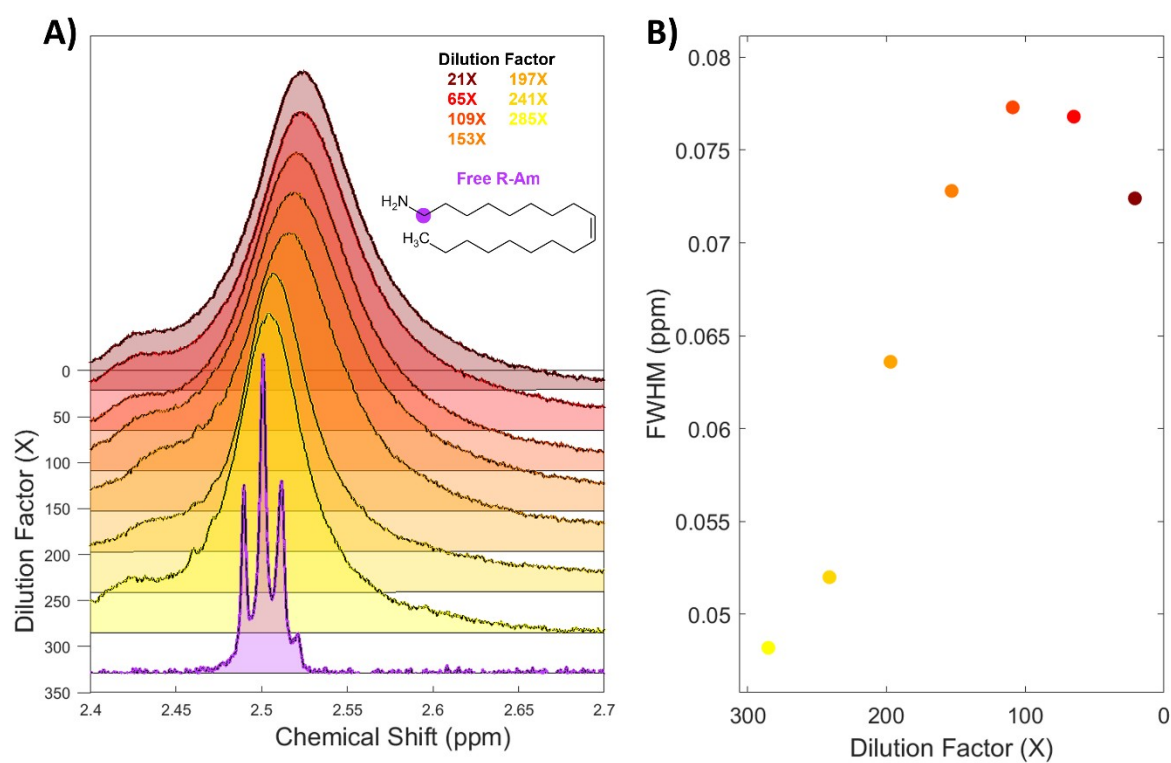 A)
Dilution Factor
21X 197X
65X 241X
109X 285X
153X
Free R-Am
H2N
H3C
0
50
100
150
200
250
300
350
2.4 2.45 2.5 2.55 2.6 2.65 2.7
Dilution Factor (X)
Chemical Shift (ppm)
B)
0.08
0.075
0.07
0.065
0.06
0.055
0.05
300 200 100 0
FWHM (ppm)
Dilution Factor (X)